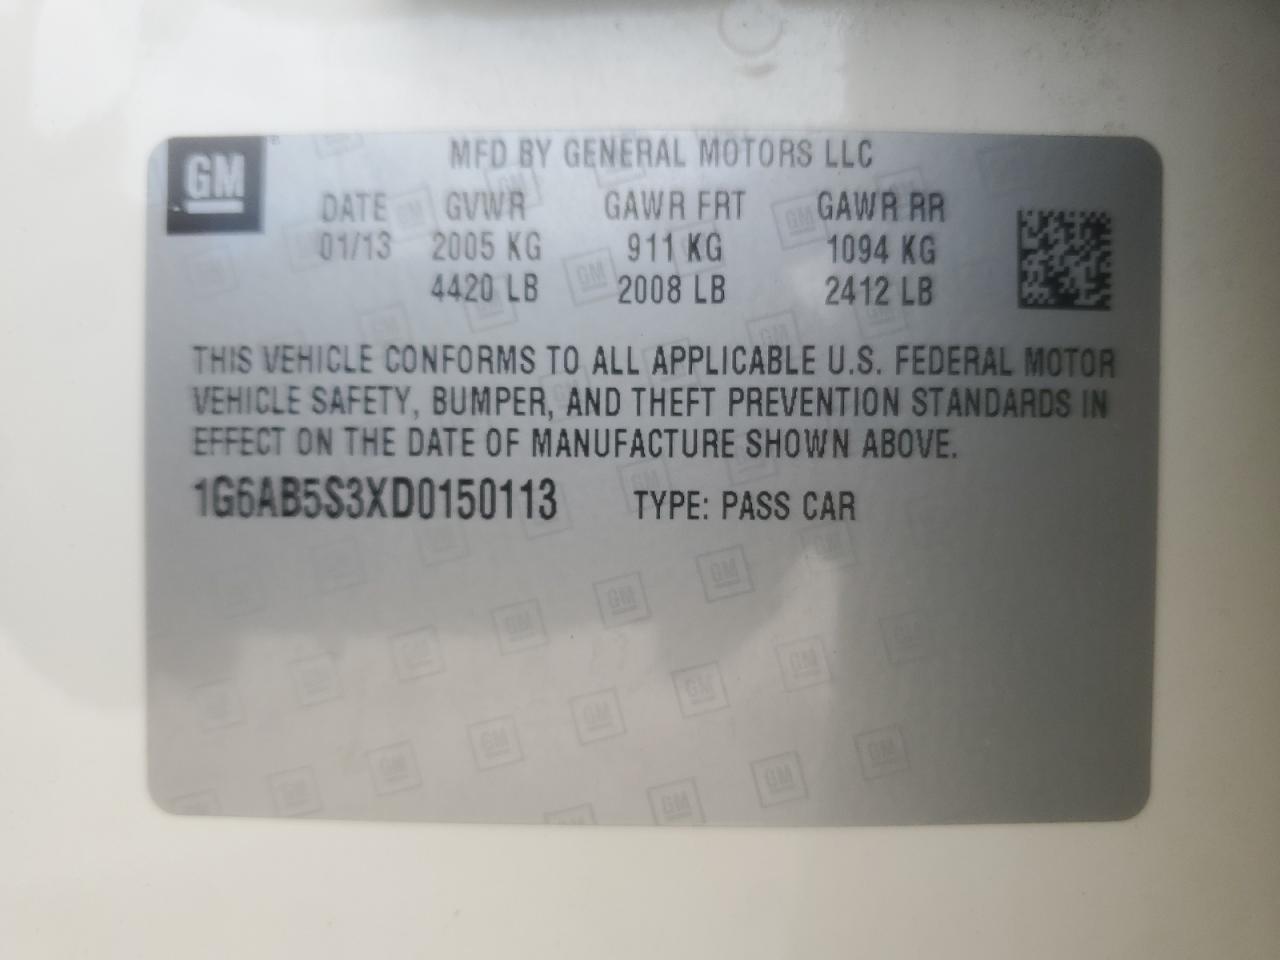 GM
MFD BY GENERAL MOTORS LLC
DATE GVWR GAWR FRT GAWR RR
01/13 2005 KG 911 KG 1094 KG
4420 LB 2008 LB 2412 LB
THIS VEHICLE CONFORMS TO ALL APPLICABLE U.S. FEDERAL MOTOR
VEHICLE SAFETY, BUMPER, AND THEFT PREVENTION STANDARDS IN
EFFECT ON THE DATE OF MANUFACTURE SHOWN ABOVE.
1G6AB5S3XD0150113 TYPE: PASS CAR